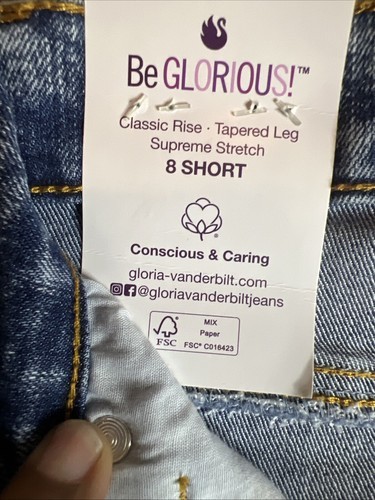 Be GLORIOUS!™
Classic Rise · Tapered Leg
Supreme Stretch
8 SHORT
®
Conscious & Caring
gloria-vanderbilt.com
@gloriavanderbiltjeans
FSC
MIX
Paper
FSC® C016423